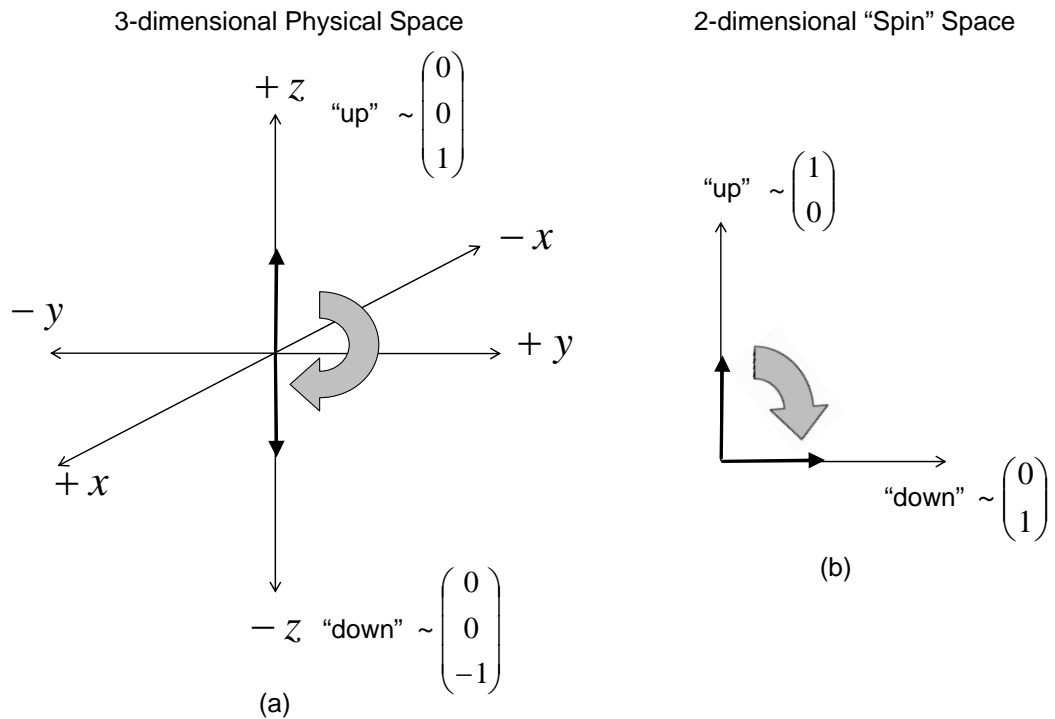 3-dimensional Physical Space
+ z
“up” ~ (0 0 1)
− x
− y
+ y
+ x
− z “down” ~ (0 0 −1)
(a)
2-dimensional “Spin” Space
“up” ~ (1 0)
“down” ~ (0 1)
(b)